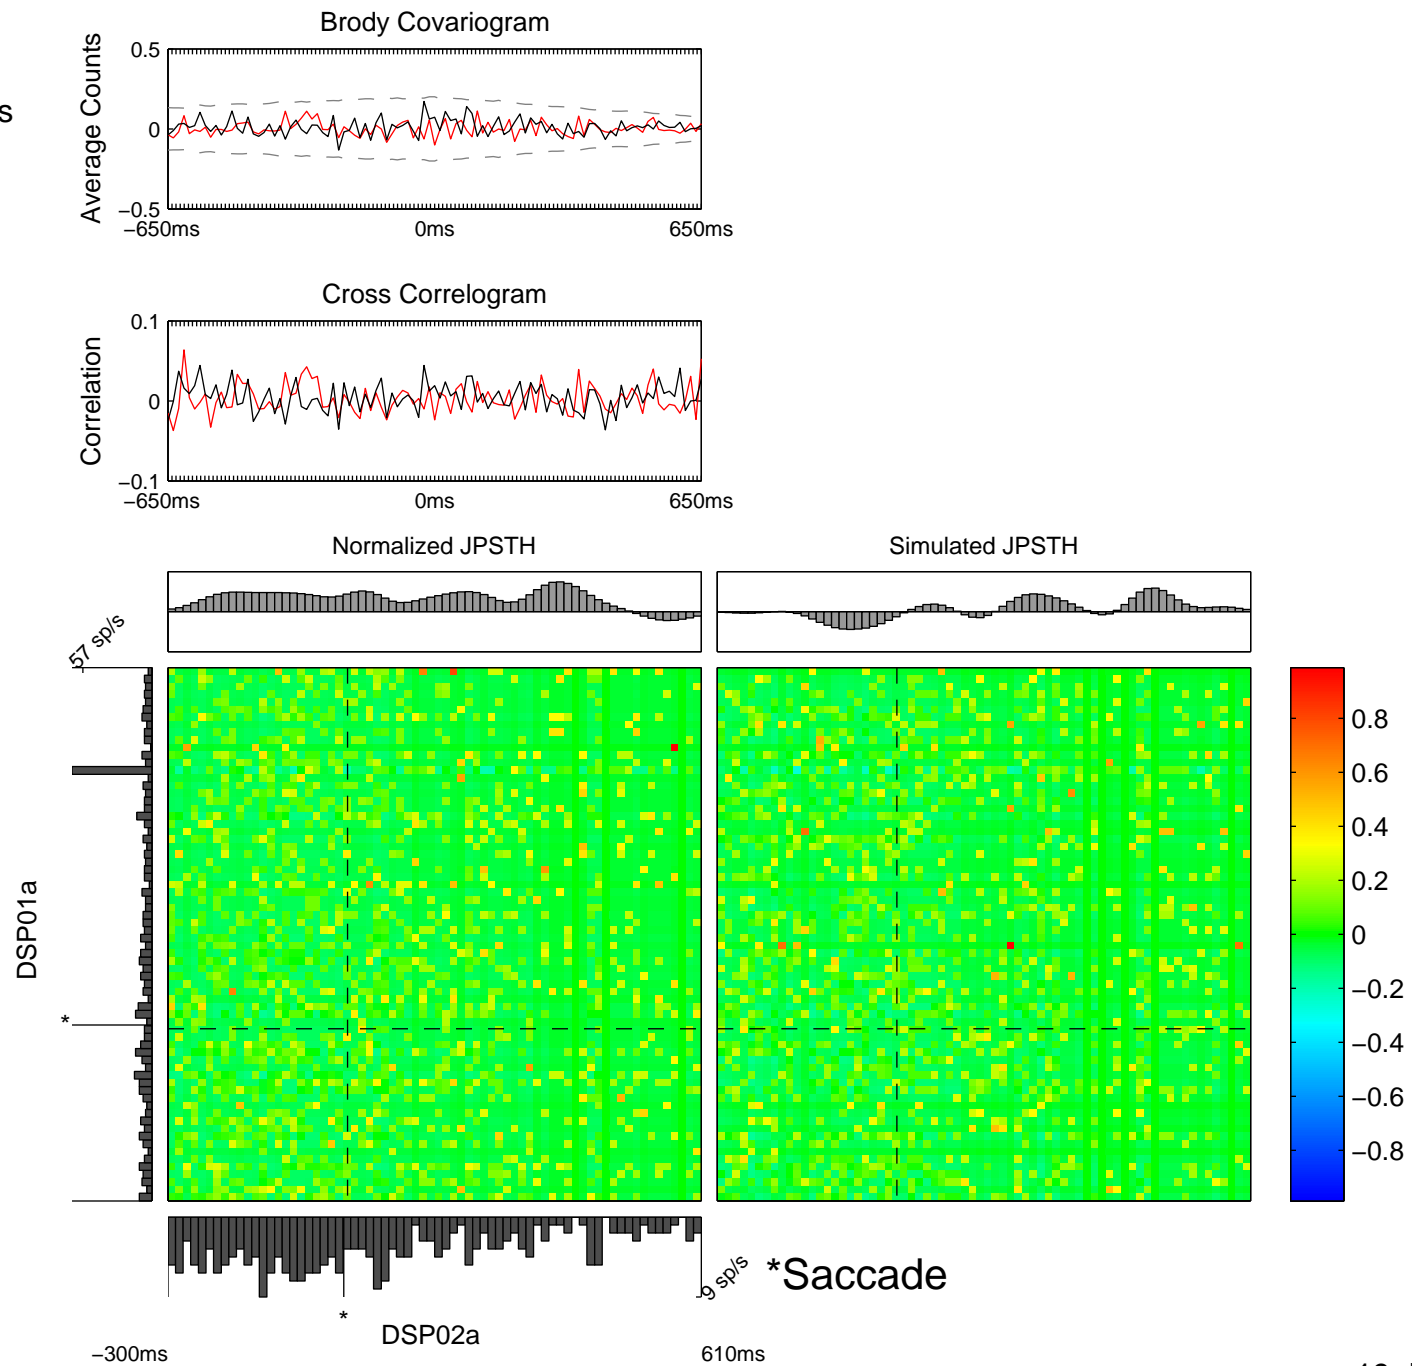 Brody Covariogram
Average Counts
0.5
0
−0.5
−650ms
0ms
650ms
s
Cross Correlogram
Correlation
0.1
0
−0.1
−650ms
0ms
650ms
Normalized JPSTH
Simulated JPSTH
57 sp/s
DSP01a
*
0.8
0.6
0.4
0.2
0
−0.2
−0.4
−0.6
−0.8
9 sp/s
*Saccade
*
DSP02a
−300ms
610ms